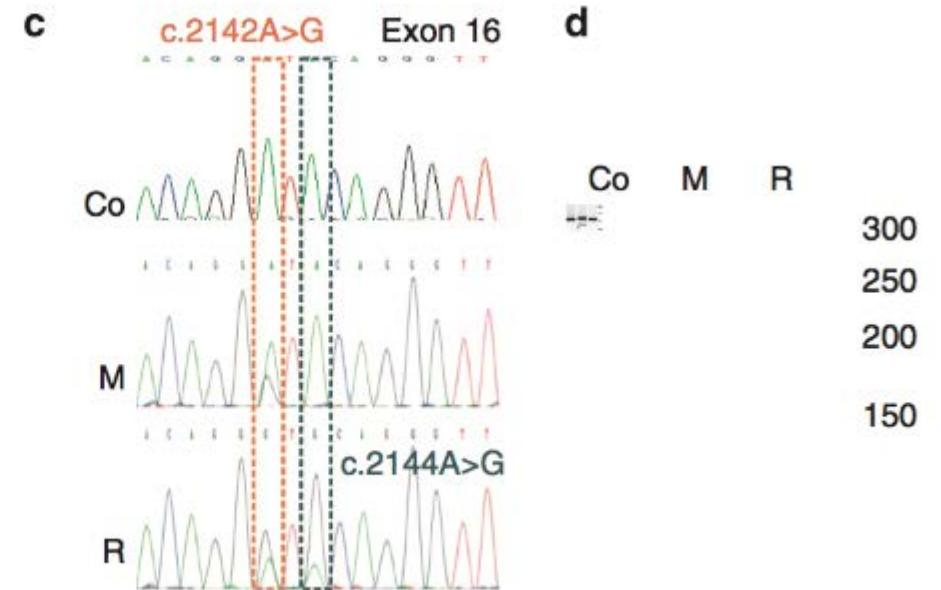 c
c.2142A>G Exon 16
A C A G G A T A C A G G G T T
Co
A C A G G A T A C A G G G T T
M
A C A G G G T G C A G G G T T
c.2144A>G
R
d
Co M R
300
250
200
150